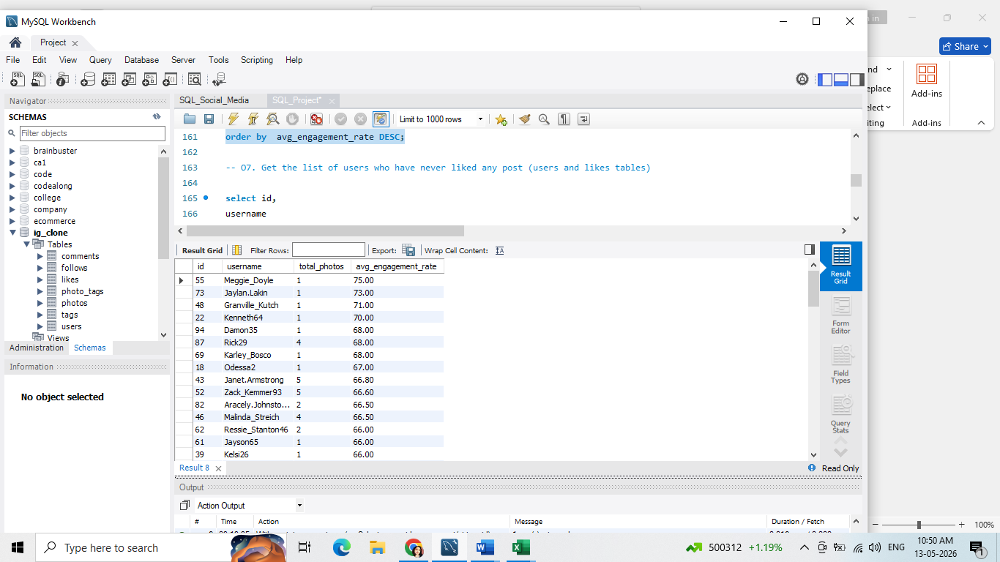 MySQL Workbench
in
Project
File Edit View Query Database Server Tools Scripting Help
Share
nd
eplace
elect
iting
Add-ins
Add-ins
Navigator
SCHEMAS
Filter objects
brainbuster
ca1
code
codealong
college
company
ecommerce
ig_clone
Tables
comments
follows
likes
photo_tags
photos
tags
users
Views
Administration Schemas
Information
No object selected
SQL_Social_Media SQL_Project*
Limit to 1000 rows
161 order by avg_engagement_rate DESC;
162
163 -- O7. Get the list of users who have never liked any post (users and likes tables)
164
165 select id,
166 username
Result Grid Filter Rows: Export: Wrap Cell Content:
id username total_photos avg_engagement_rate
55 Meggie_Doyle 1 75.00
73 Jaylan.Lakin 1 73.00
48 Granville_Kutch 1 71.00
22 Kenneth64 1 70.00
94 Damon35 1 68.00
87 Rick29 4 68.00
69 Karley_Bosco 1 68.00
18 Odessa2 1 67.00
43 Janet.Armstrong 5 66.80
52 Zack_Kemmer93 5 66.60
82 Aracely.Johnsto... 2 66.50
46 Malinda_Streich 4 66.50
62 Ressie_Stanton46 2 66.00
61 Jayson65 1 66.00
39 Kelsi26 1 66.00
Result Grid
Form Editor
Field Types
Query Stats
Result 8
Read Only
Output
Action Output
# Time Action Message Duration / Fetch
100%
Type here to search
500312 +1.19%
ENG
10:50 AM
13-05-2026
1